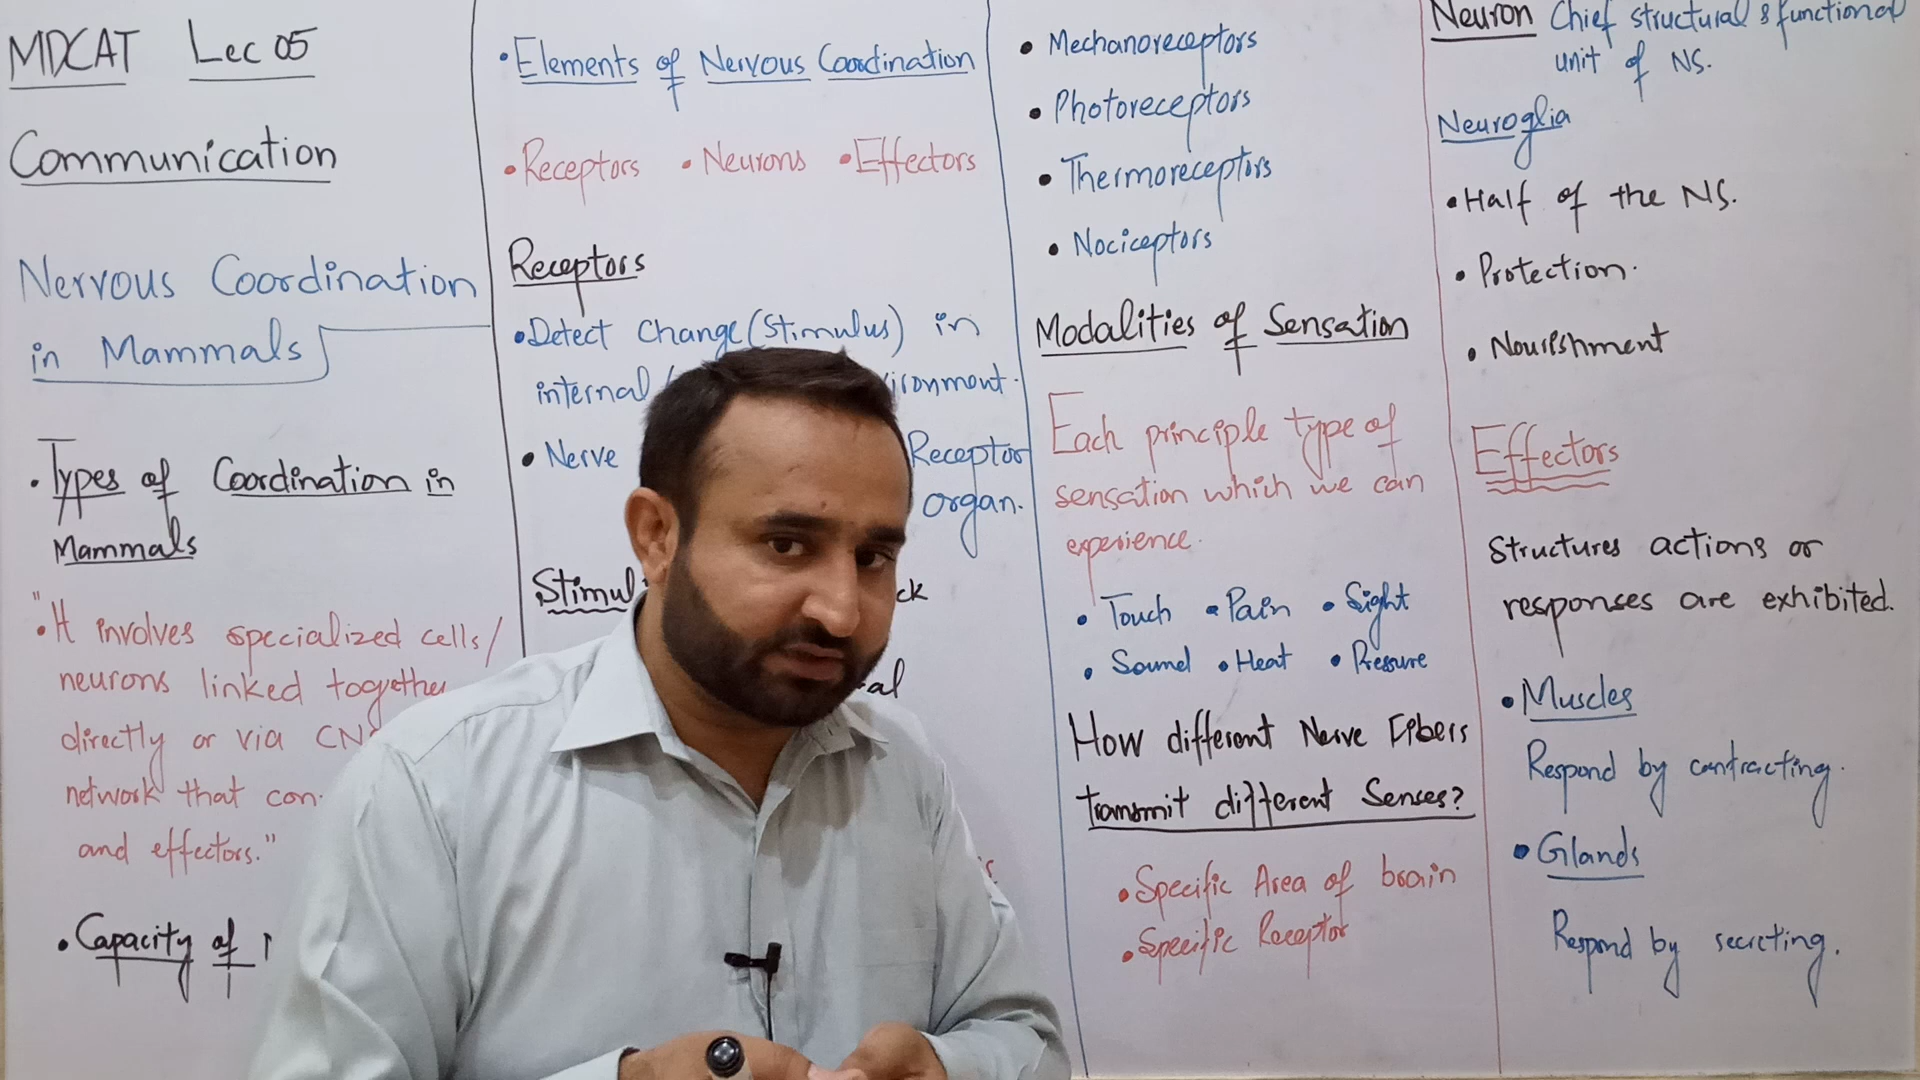 MDCAT Lec 05
Communication
Nervous Coordination
in Mammals
• Types of Coordination in
Mammals
"• It involves specialized cells/
neurons linked together
directly or via CNS
network that con
and effectors."
• Capacity of
• Elements of Nervous Coordination
• Receptors • Neurons • Effectors
Receptors
• Detect Change (Stimulus) in
internal ironment.
• Nerve Receptor
organ.
Stimul ck
al
• Mechanoreceptors
• Photoreceptors
• Thermoreceptors
• Nociceptors
Modalities of Sensation
Each principle type of
sensation which we can
experience.
• Touch • Pain • Sight
• Sound • Heat • Pressure
How different Nerve Fibers
transmit different Senses?
• Specific Area of brain
• Specific Receptor
Neuron Chief structural & functional
unit of NS.
Neuroglia
• Half of the NS.
• Protection.
• Nourishment
Effectors
Structures actions or
responses are exhibited.
• Muscles
Respond by contracting.
• Glands
Respond by secreting.